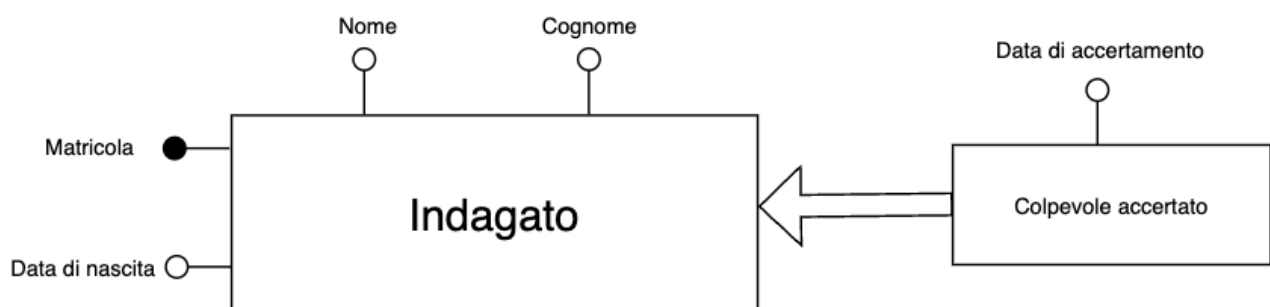 Nome
Cognome
Data di accertamento
Matricola
Indagato
Colpevole accertato
Data di nascita